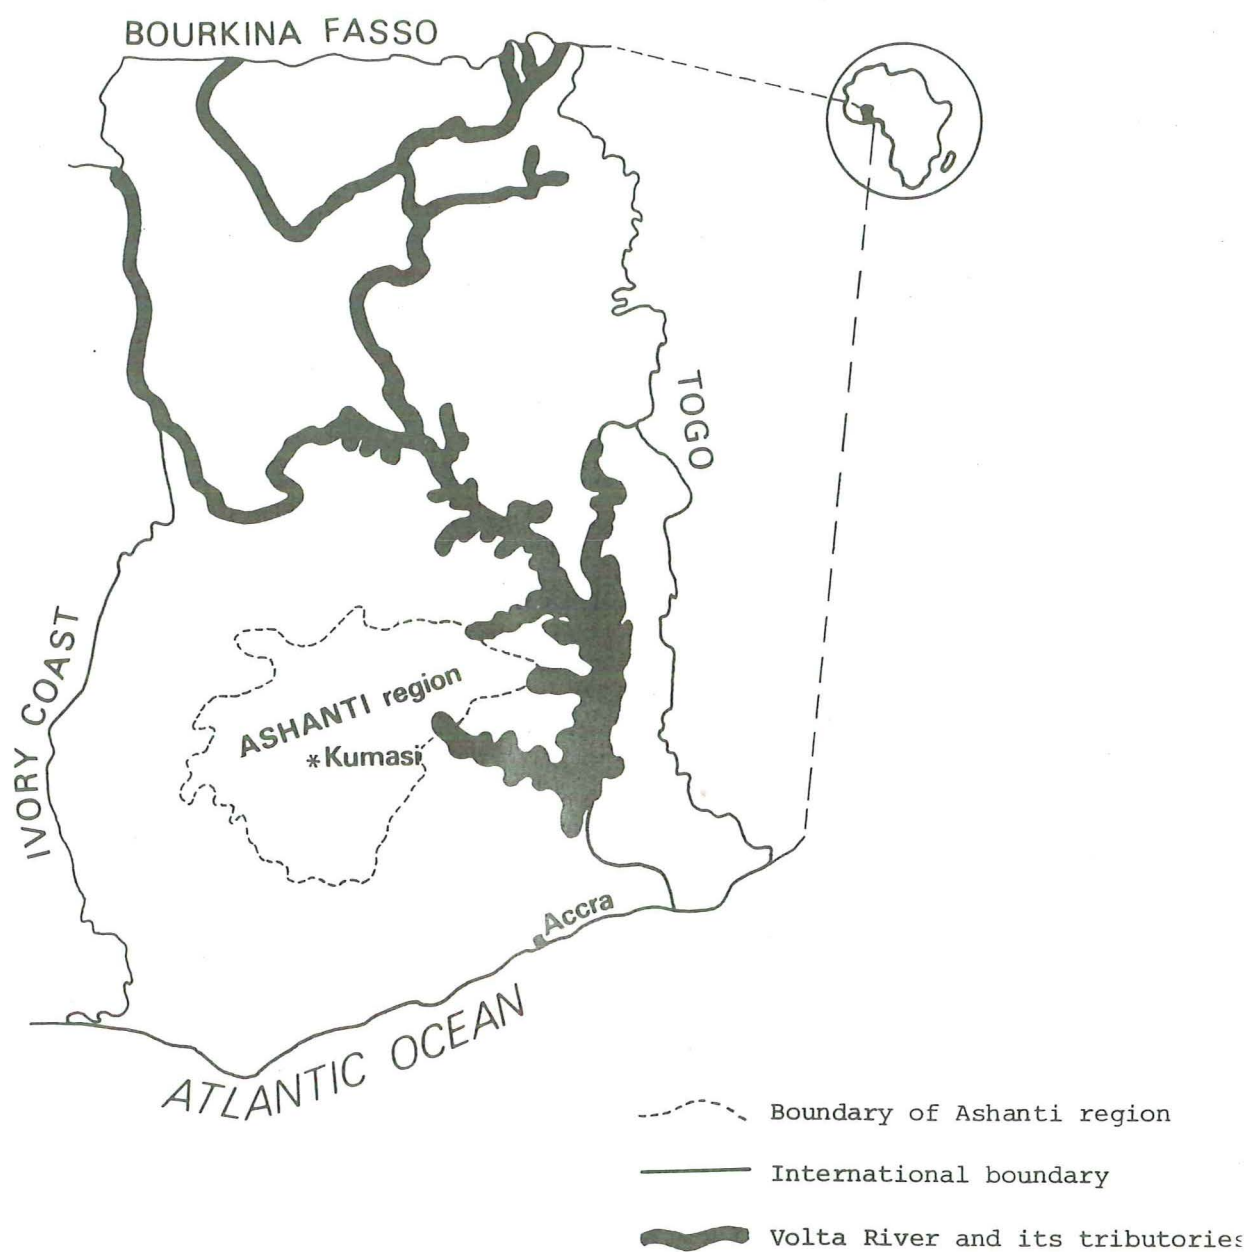 BOURKINA FASSO
TOGO
IVORY COAST
ASHANTI region
*Kumasi
Accra
ATLANTIC OCEAN
Boundary of Ashanti region
International boundary
Volta River and its tributories